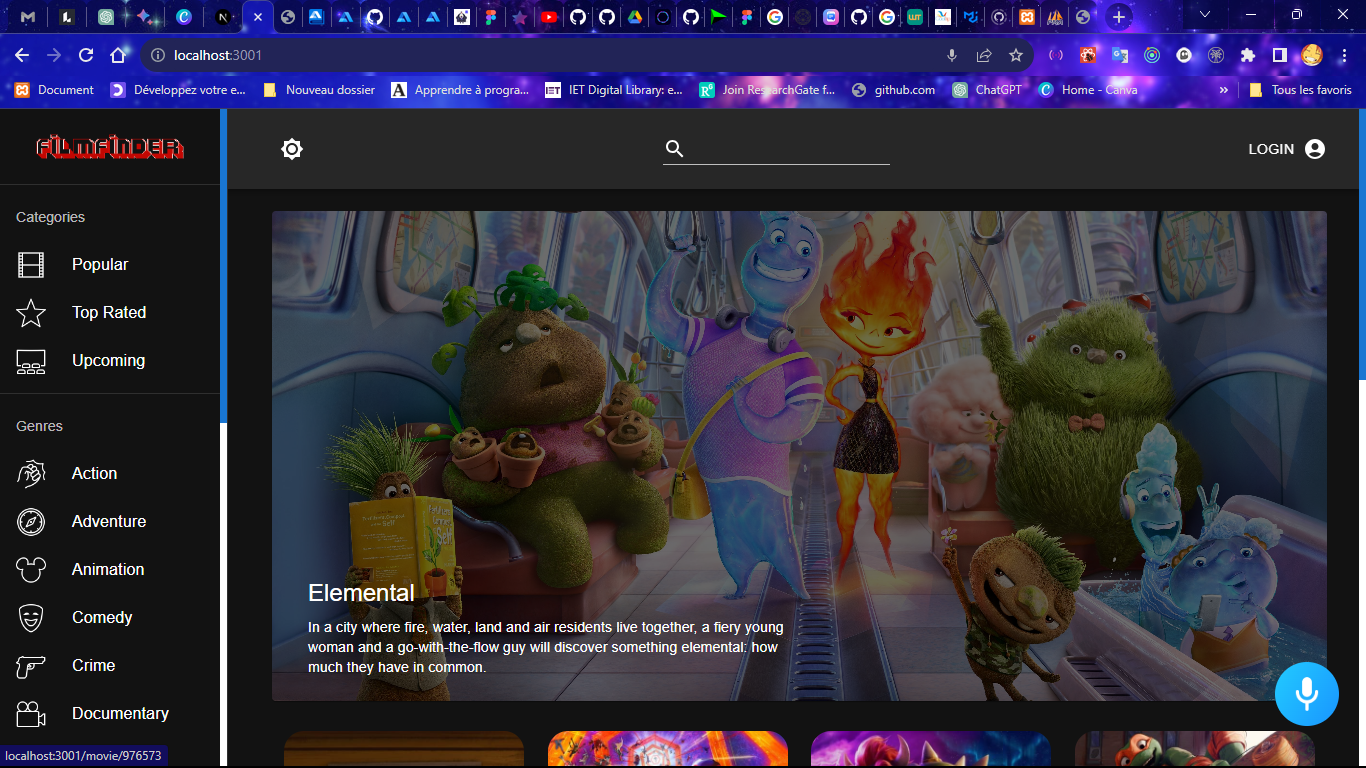 localhost:3001
Document
Développez votre e...
Nouveau dossier
Apprendre à progra...
IET Digital Library: e...
Join ResearchGate f...
github.com
ChatGPT
Home - Canva
»
Tous les favoris
FILMFINDER
LOGIN
Categories
Popular
Top Rated
Upcoming
Genres
Action
Adventure
Animation
Comedy
Crime
Documentary
Elemental
In a city where fire, water, land and air residents live together, a fiery young
woman and a go-with-the-flow guy will discover something elemental: how
much they have in common.
localhost:3001/movie/976573